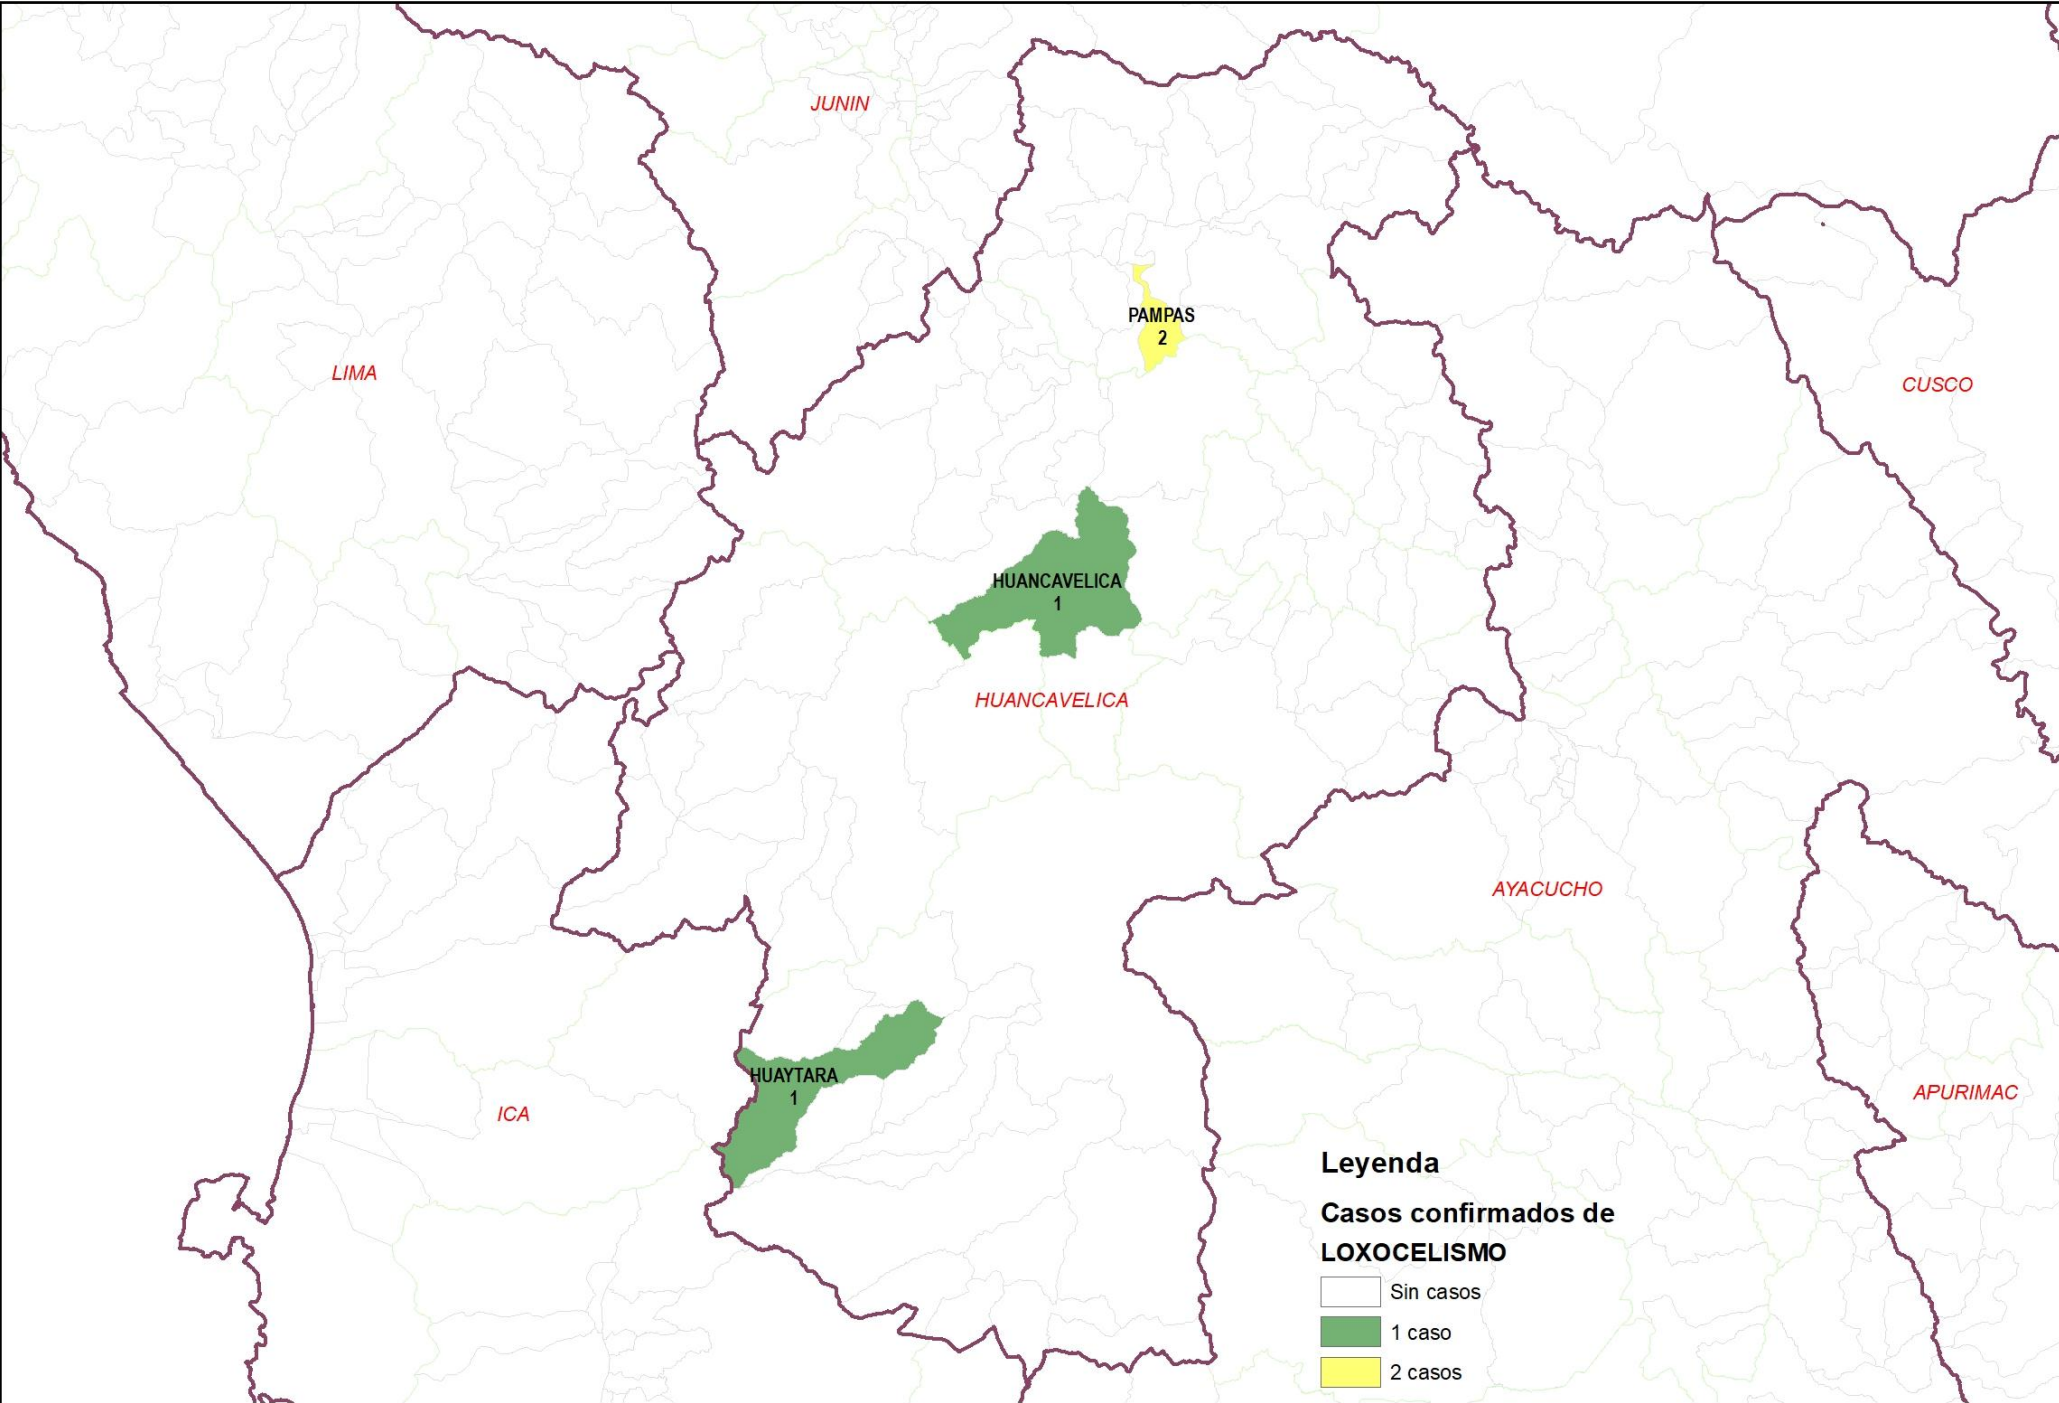 JUNIN
PAMPAS
2
LIMA
CUSCO
HUANCAVELICA
1
HUANCAVELICA
AYACUCHO
HUAYTARA
1
ICA
APURIMAC
Leyenda
Casos confirmados de
LOXOCELISMO
Sin casos
1 caso
2 casos